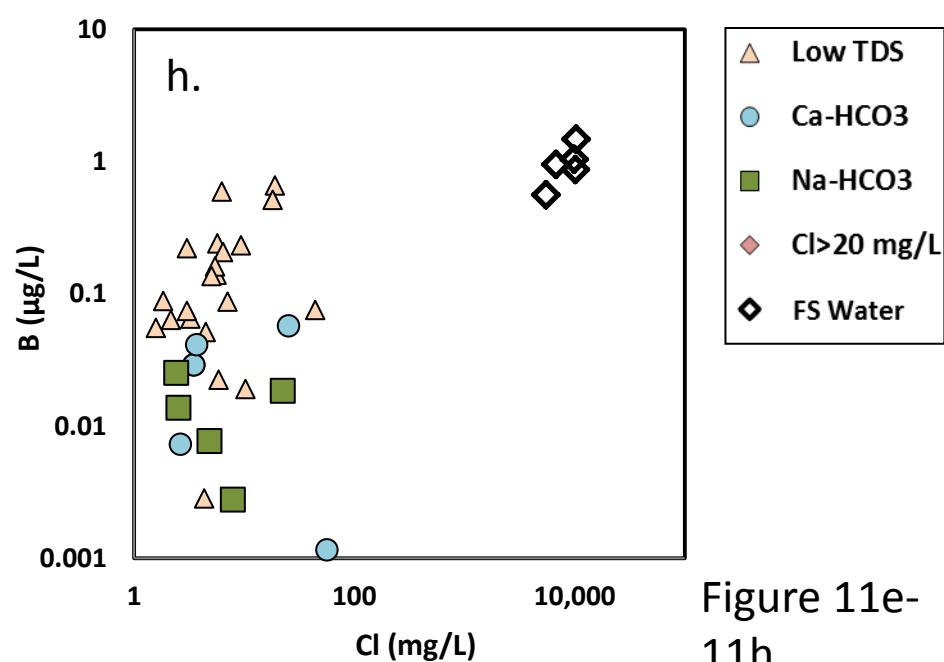 10
h.
1
0.1
0.01
0.001
B (µg/L)
1
100
10,000
Cl (mg/L)
Low TDS
Ca-HCO3
Na-HCO3
Cl>20 mg/L
FS Water
Figure 11e-
11h